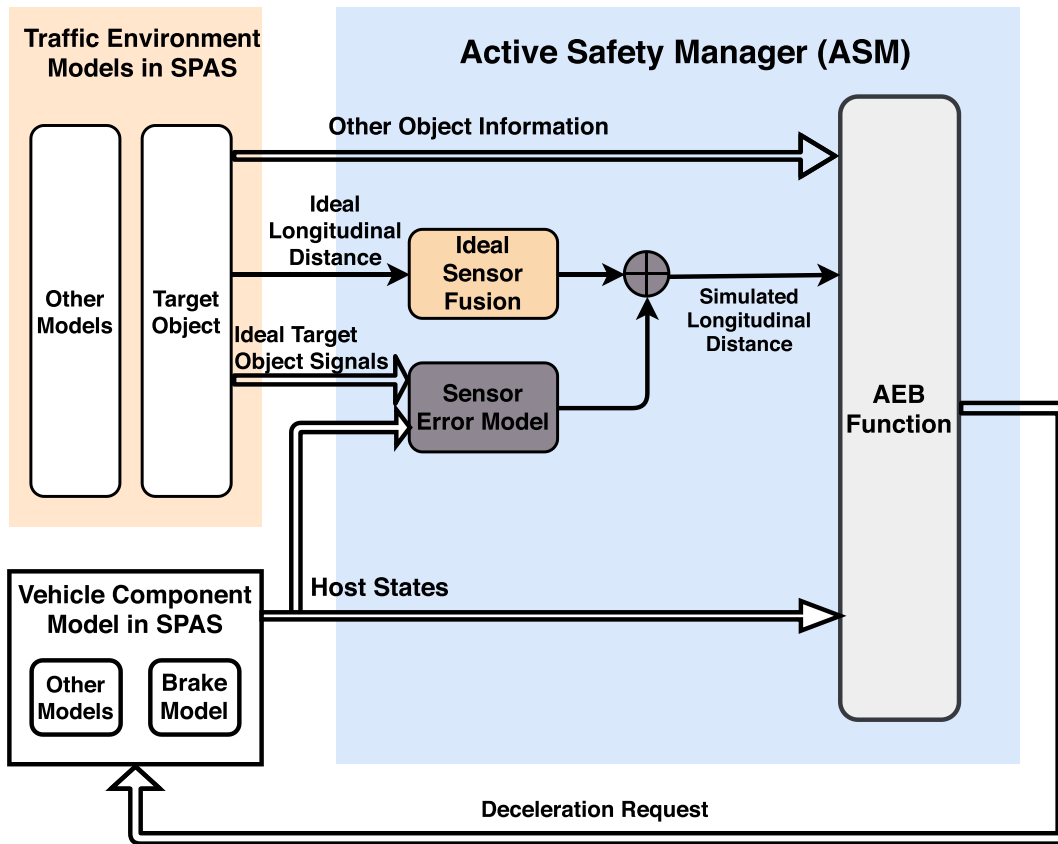 Traffic Environment
Models in SPAS
Active Safety Manager (ASM)
Other Object Information
Ideal
Longitudinal
Distance
Ideal
Sensor
Fusion
Other
Models
Target
Object
Simulated
Longitudinal
Distance
Ideal Target
Object Signals
Sensor
Error Model
AEB
Function
Host States
Vehicle Component
Model in SPAS
Other
Models
Brake
Model
Deceleration Request